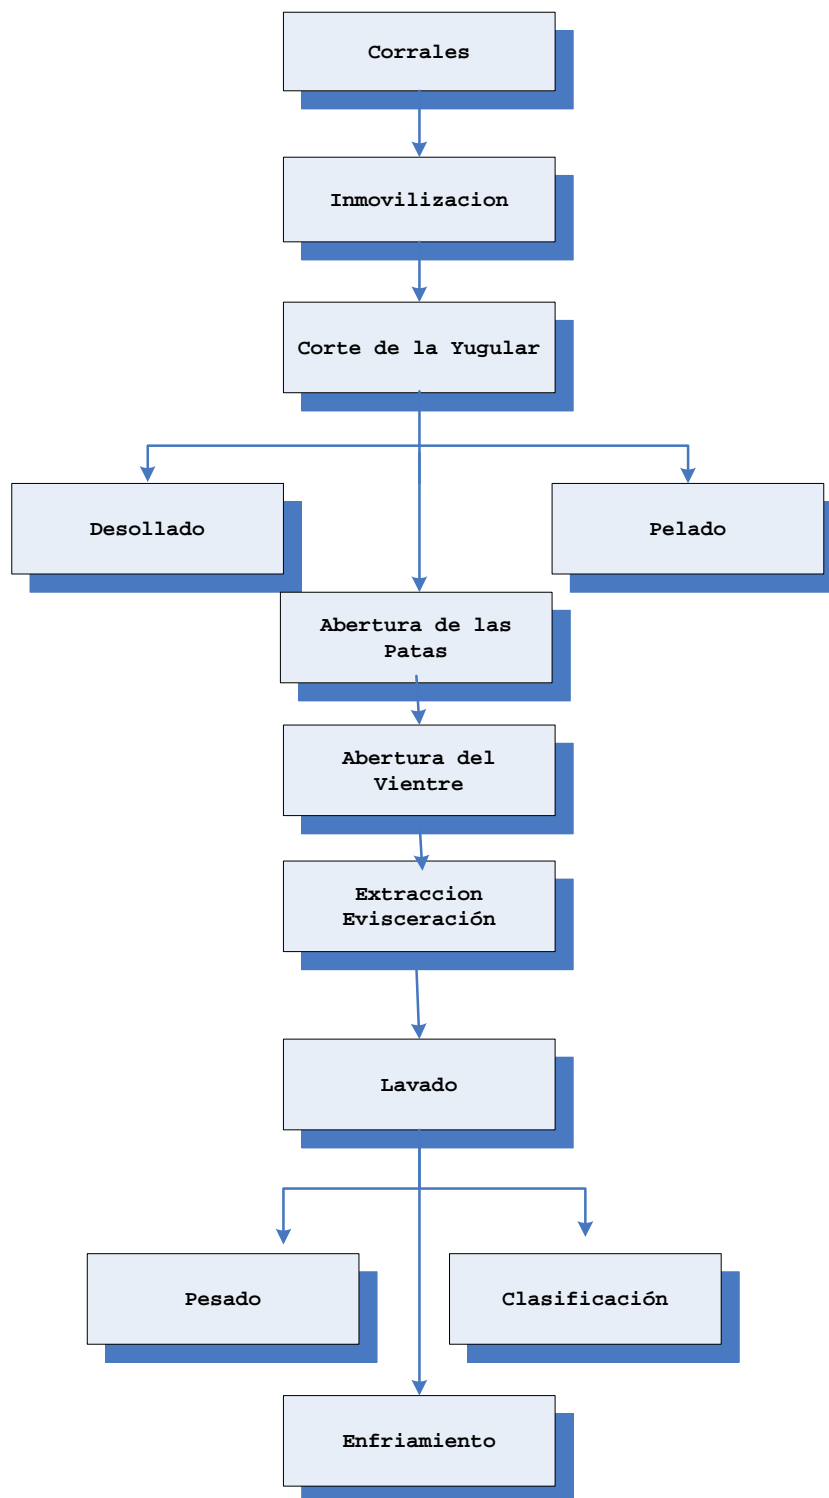 Corrales
Inmovilizacion
Corte de la Yugular
Desollado
Pelado
Abertura de las
Patas
Abertura del
Vientre
Extraccion
Evisceración
Lavado
Pesado
Clasificación
Enfriamiento